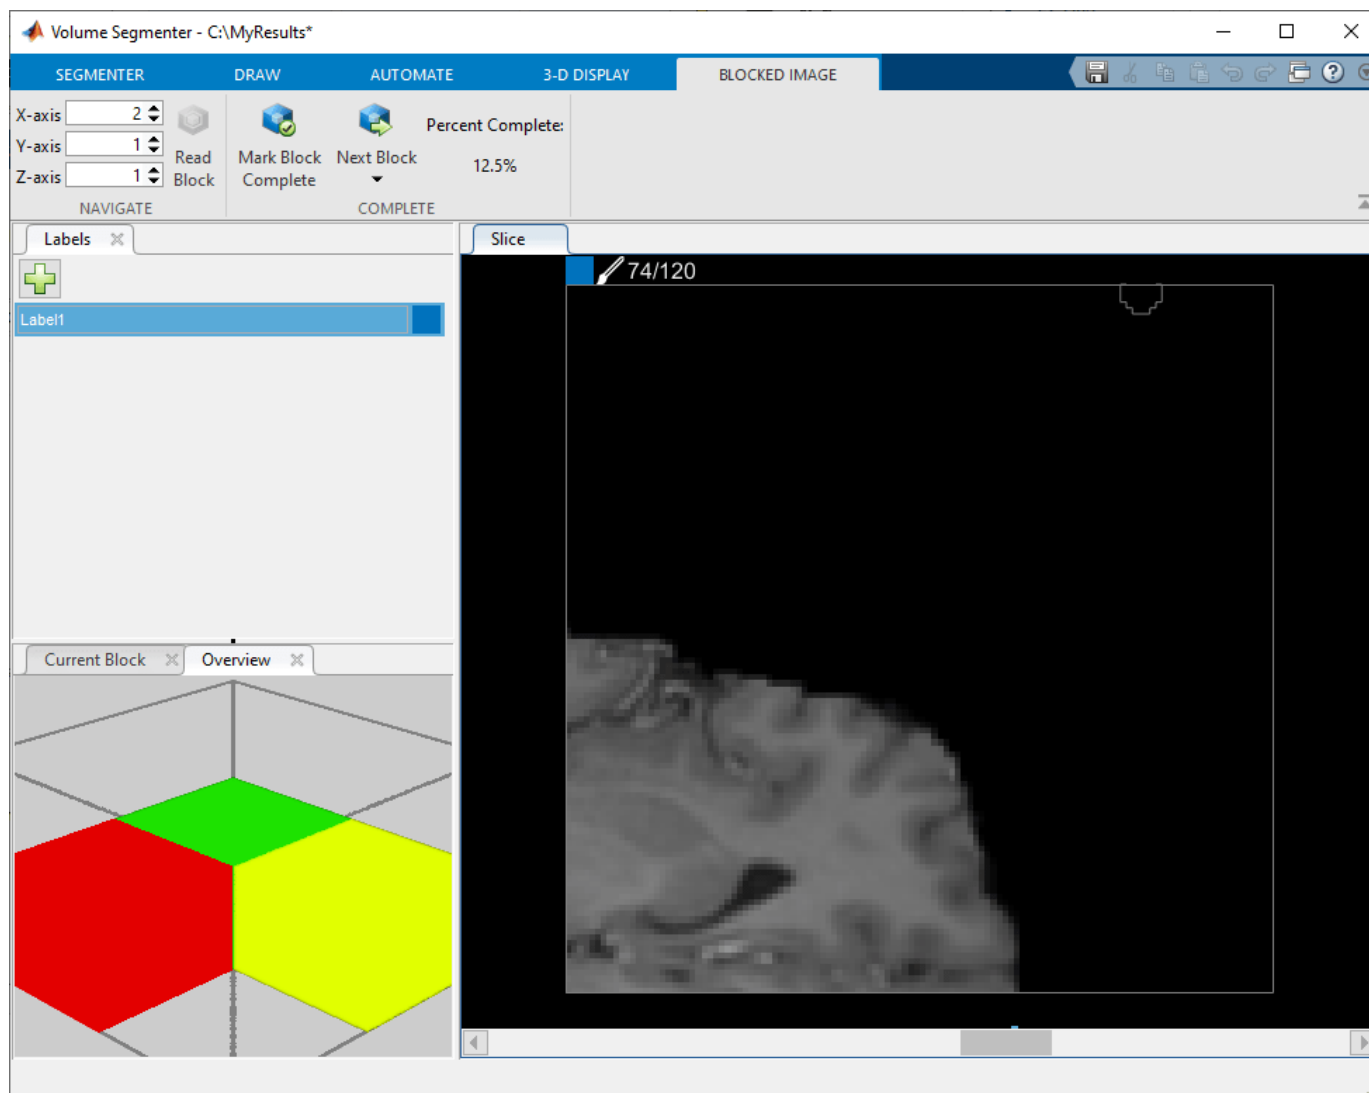 Volume Segmenter - C:\MyResults*
SEGMENTER DRAW AUTOMATE 3-D DISPLAY BLOCKED IMAGE
X-axis 2
Y-axis 1
Z-axis 1
Read
Block
Mark Block
Complete
Next Block
Percent Complete:
12.5%
NAVIGATE COMPLETE
Labels
Slice
74/120
Label1
Current Block Overview